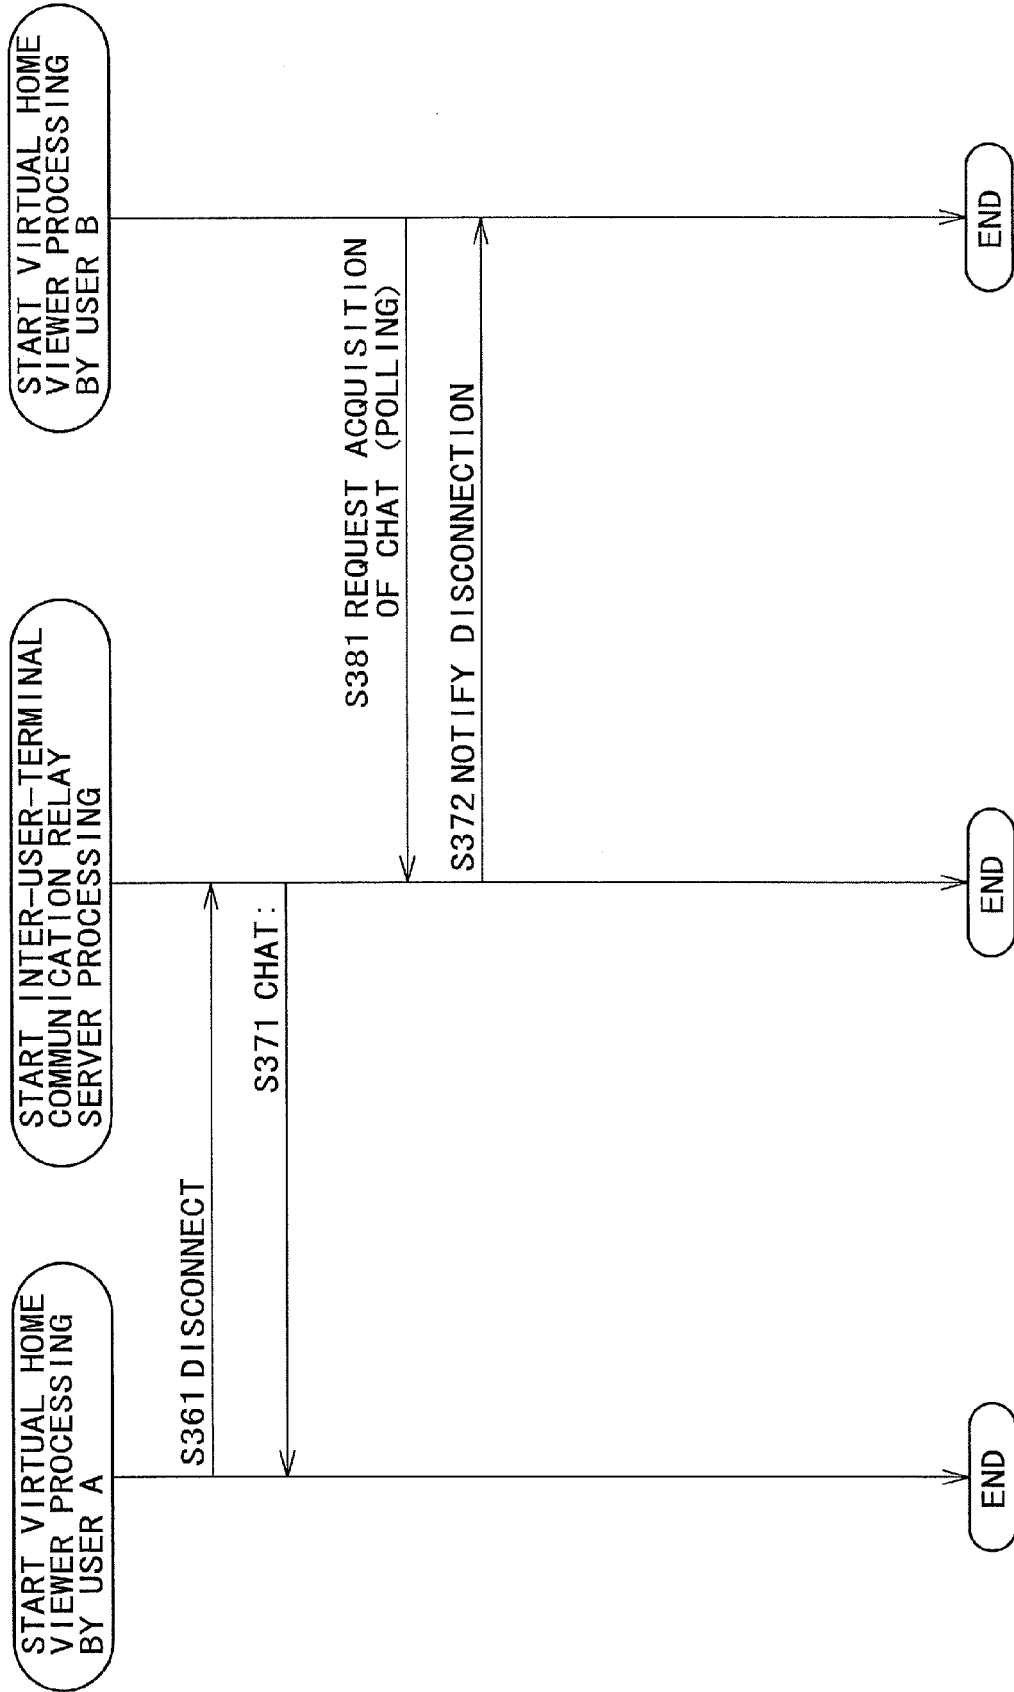 START VIRTUAL HOME
VIEWER PROCESSING
BY USER A
START INTER-USER-TERMINAL
COMMUNICATION RELAY
SERVER PROCESSING
START VIRTUAL HOME
VIEWER PROCESSING
BY USER B
S361 DISCONNECT
S371 CHAT:
S381 REQUEST ACQUISITION
OF CHAT (POLLING)
S372 NOTIFY DISCONNECTION
END
END
END